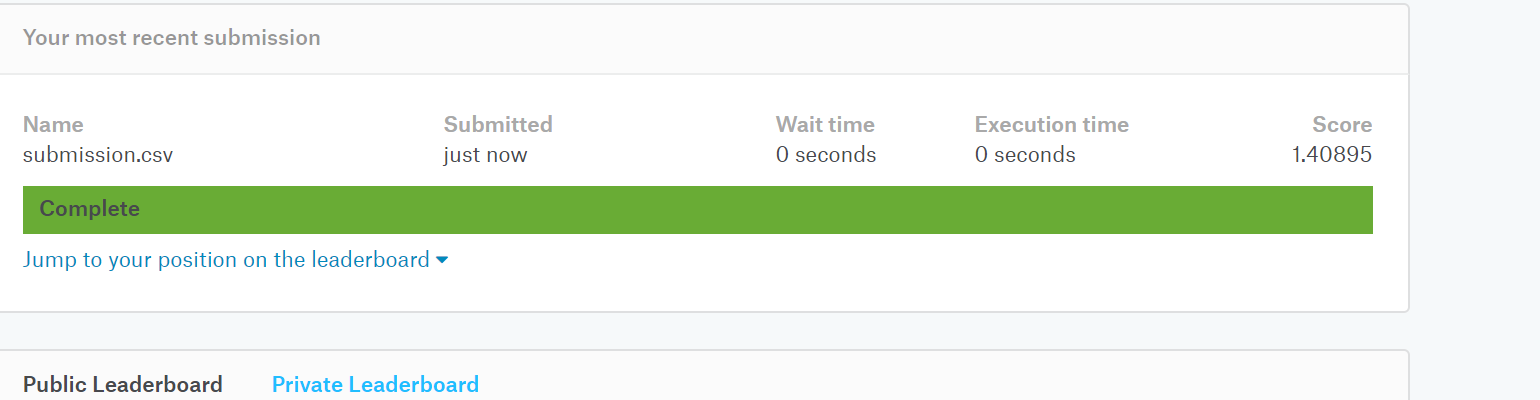 Your most recent submission
Name Submitted Wait time Execution time Score
submission.csv just now 0 seconds 0 seconds 1.40895
Complete
Jump to your position on the leaderboard
Public Leaderboard Private Leaderboard